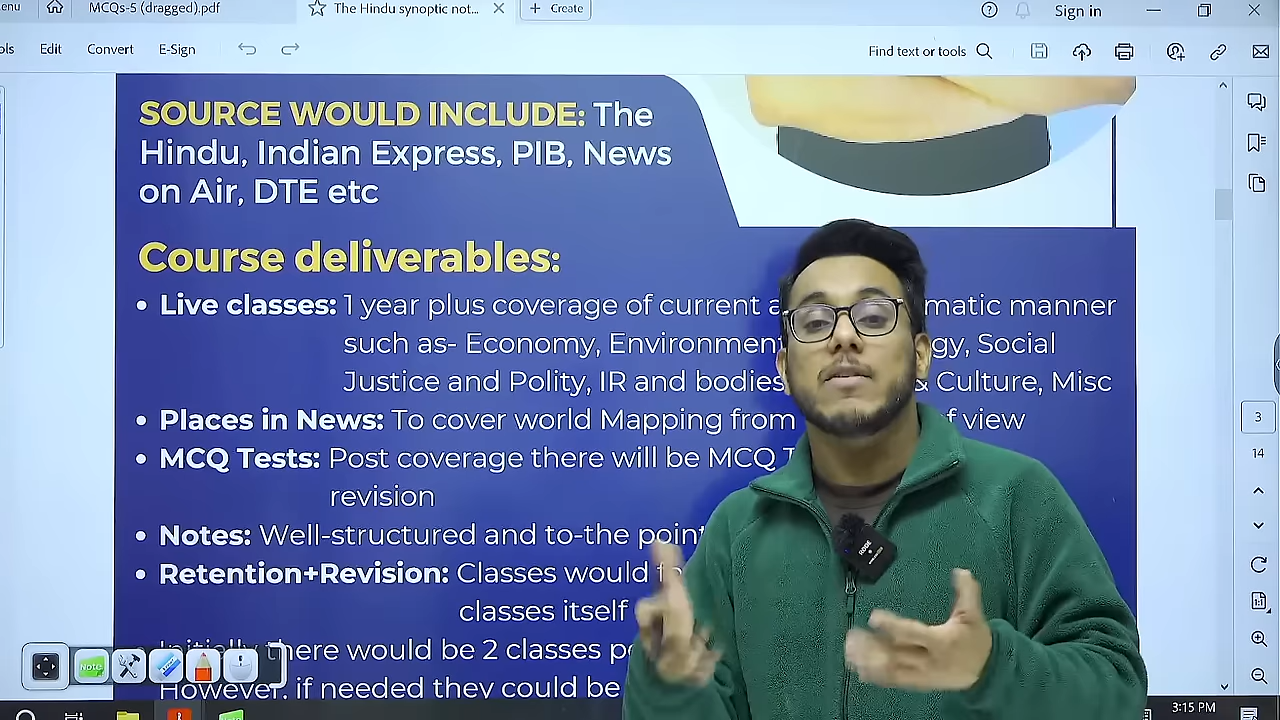 enu
MCQs-5 (dragged).pdf
The Hindu synoptic not...
Create
Sign in
ols
Edit
Convert
E-Sign
Find text or tools
SOURCE WOULD INCLUDE: The
Hindu, Indian Express, PIB, News
on Air, DTE etc
Course deliverables:
• Live classes: 1 year plus coverage of current a matic manner
such as- Economy, Environment gy, Social
Justice and Polity, IR and bodies & Culture, Misc
• Places in News: To cover world Mapping from f view
• MCQ Tests: Post coverage there will be MCQ T
revision
• Notes: Well-structured and to-the point
• Retention+Revision: Classes would fo
classes itself
Initially there would be 2 classes pe
However, if needed they could be
3
14
Notes
3:15 PM